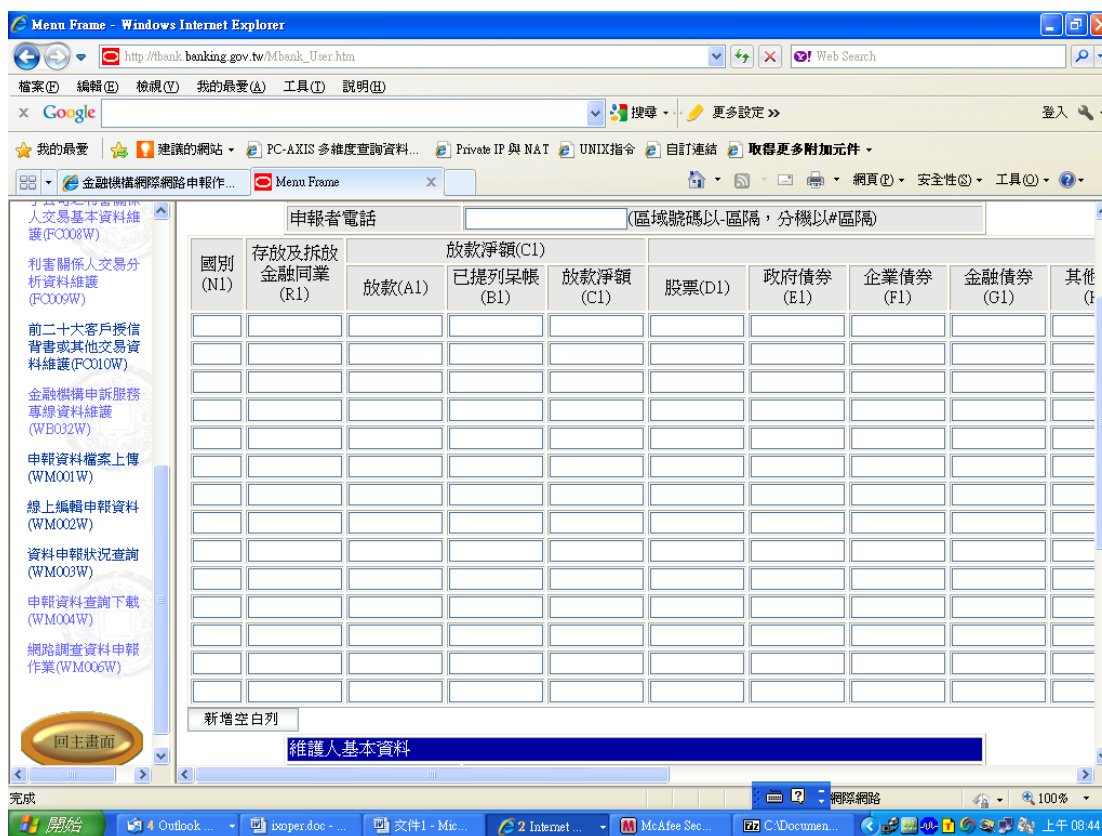 Menu Frame - Windows Internet Explorer
http://tbank.banking.gov.tw/Mbank_User.htm
Web Search
檔案(F) 編輯(E) 檢視(V) 我的最愛(A) 工具(T) 說明(H)
x Google 搜尋 更多設定 >> 登入
我的最愛 建議的網站 PC-AXIS 多維度查詢資料... Private IP 與 NAT UNIX指令 自訂連結 取得更多附加元件
金融機構網際網路申報作... Menu Frame x 網頁(P) 安全性(S) 工具(O)
人交易基本資料維
護(FC008W)
利害關係人交易分
析資料維護
(FC009W)
前二十大客戶授信
背書或其他交易資
料維護(FC010W)
金融機構申訴服務
專線資料維護
(WB032W)
申報資料檔案上傳
(WM001W)
線上編輯申報資料
(WM002W)
資料申報狀況查詢
(WM003W)
申報資料查詢下載
(WM004W)
網路調查資料申報
作業(WM006W)
回主畫面
申報者電話 (區域號碼以-區隔,分機以#區隔)
國別
(N1)
存放及拆放
金融同業
(R1)
放款淨額(C1)
放款(A1)
已提列呆帳
(B1)
放款淨額
(C1)
股票(D1)
政府債券
(E1)
企業債券
(F1)
金融債券
(G1)
其他
新增空白列
維護人基本資料
完成
網際網路 100%
開始 4 Outlook ... ixoper.doc - ... 文件1 - Mic... 2 Internet ... McAfee Sec... C:\Documen... 上午 08:44